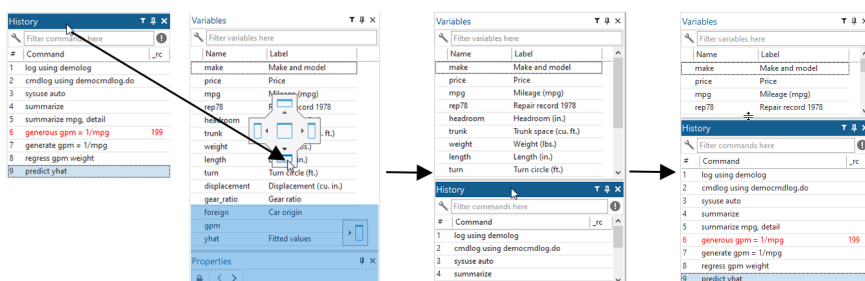 History
Filter commands here
# Command _rc
1 log using demolog
2 cmdlog using democmdlog.do
3 sysuse auto
4 summarize
5 summarize mpg, detail
6 generous gpm = 1/mpg 199
7 generate gpm = 1/mpg
8 regress gpm weight
9 predict yhat
Variables
Filter variables here
Name Label
make Make and model
price Price
mpg Mileage (mpg)
rep78 Repair record 1978
headroom
trunk ft.)
weight bs.)
length in.)
turn Turn circle (ft.)
displacement Displacement (cu. in.)
gear_ratio Gear ratio
foreign Car origin
gpm
yhat Fitted values
Properties
Variables
Filter variables here
Name Label
make Make and model
price Price
mpg Mileage (mpg)
rep78 Repair record 1978
headroom Headroom (in.)
trunk Trunk space (cu. ft.)
weight Weight (lbs.)
length Length (in.)
turn Turn circle (ft.)
History
Filter commands here
# Command _rc
1 log using demolog
2 cmdlog using democmdlog.do
3 sysuse auto
4 summarize
Variables
Filter variables here
Name Label
make Make and model
price Price
mpg Mileage (mpg)
rep78 Repair record 1978
History
Filter commands here
# Command _rc
1 log using demolog
2 cmdlog using democmdlog.do
3 sysuse auto
4 summarize
5 summarize mpg, detail
6 generous gpm = 1/mpg 199
7 generate gpm = 1/mpg
8 regress gpm weight
9 predict yhat